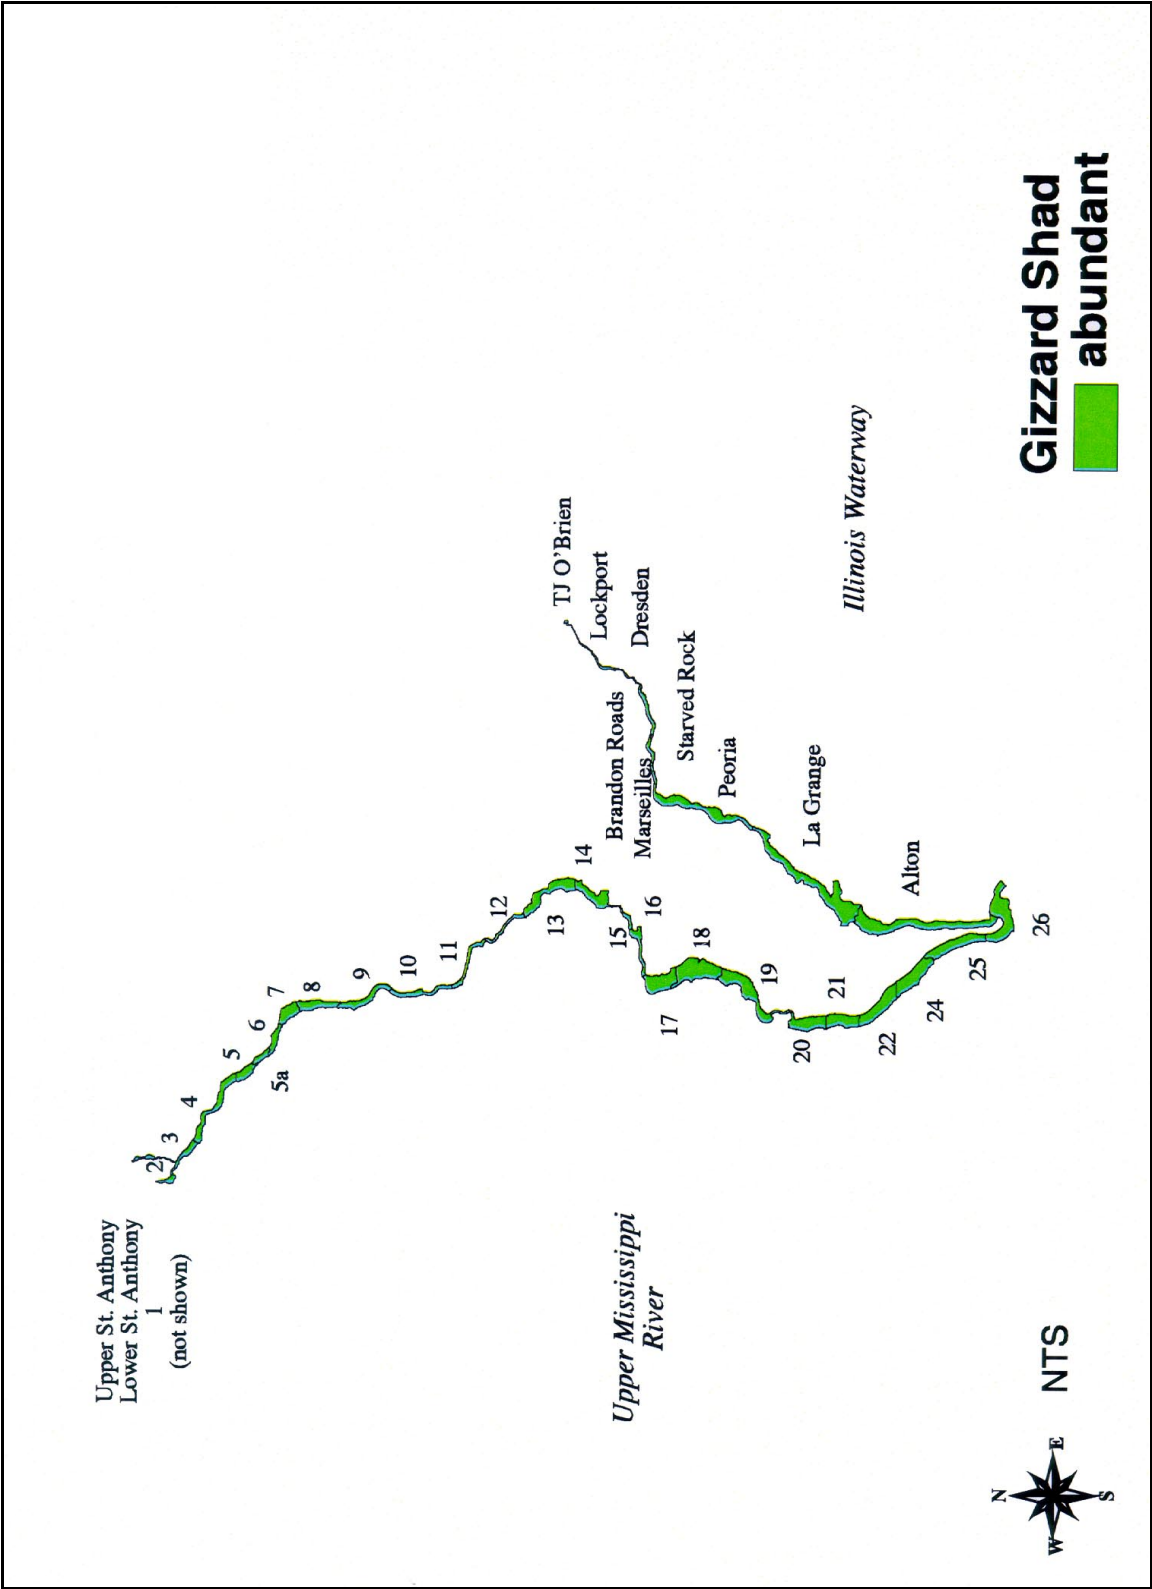 Upper St. Anthony
Lower St. Anthony
1
(not shown)
2
3
4
5
5a
6
7
8
9
10
11
12
13
14
15
16
17
18
19
20
21
22
24
25
26
TJ O'Brien
Lockport
Dresden
Brandon Roads
Marseilles
Starved Rock
Peoria
La Grange
Alton
Illinois Waterway
Upper Mississippi
River
Gizzard Shad
abundant
NTS
N
W
E
S